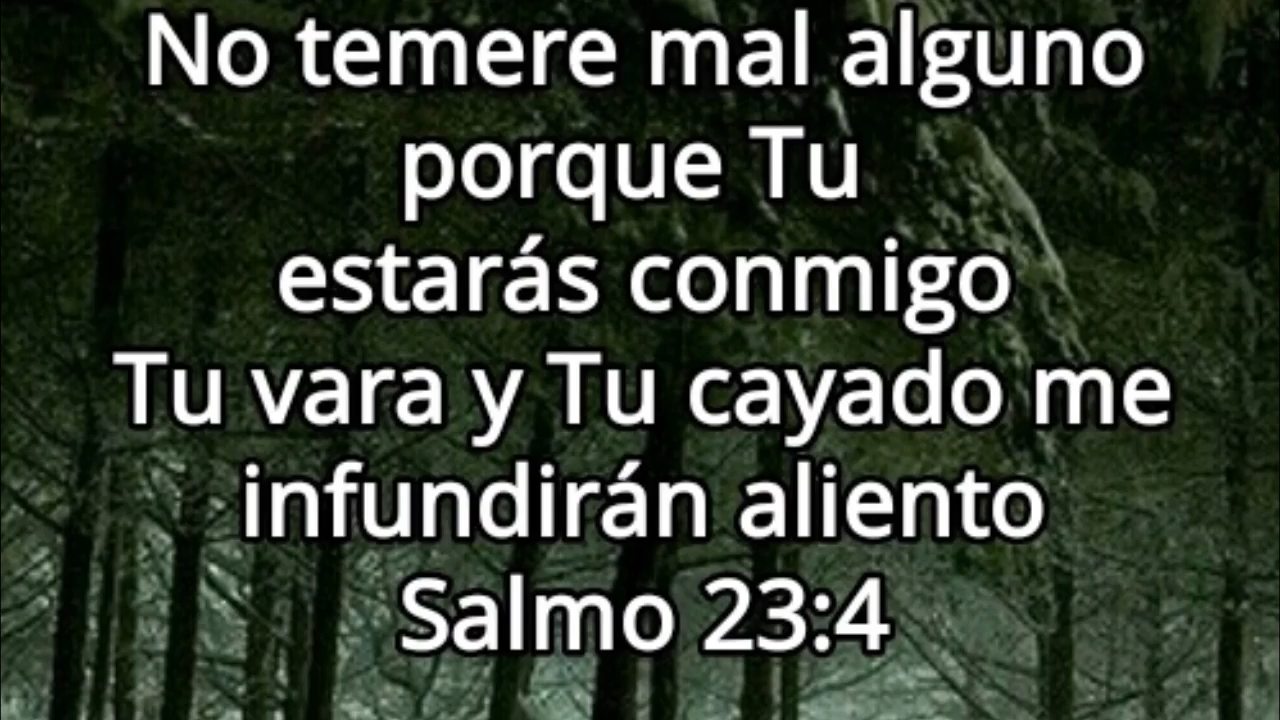 No temere mal alguno
porque Tu
estarás conmigo
Tu vara y Tu cayado me
infundirán aliento
Salmo 23:4